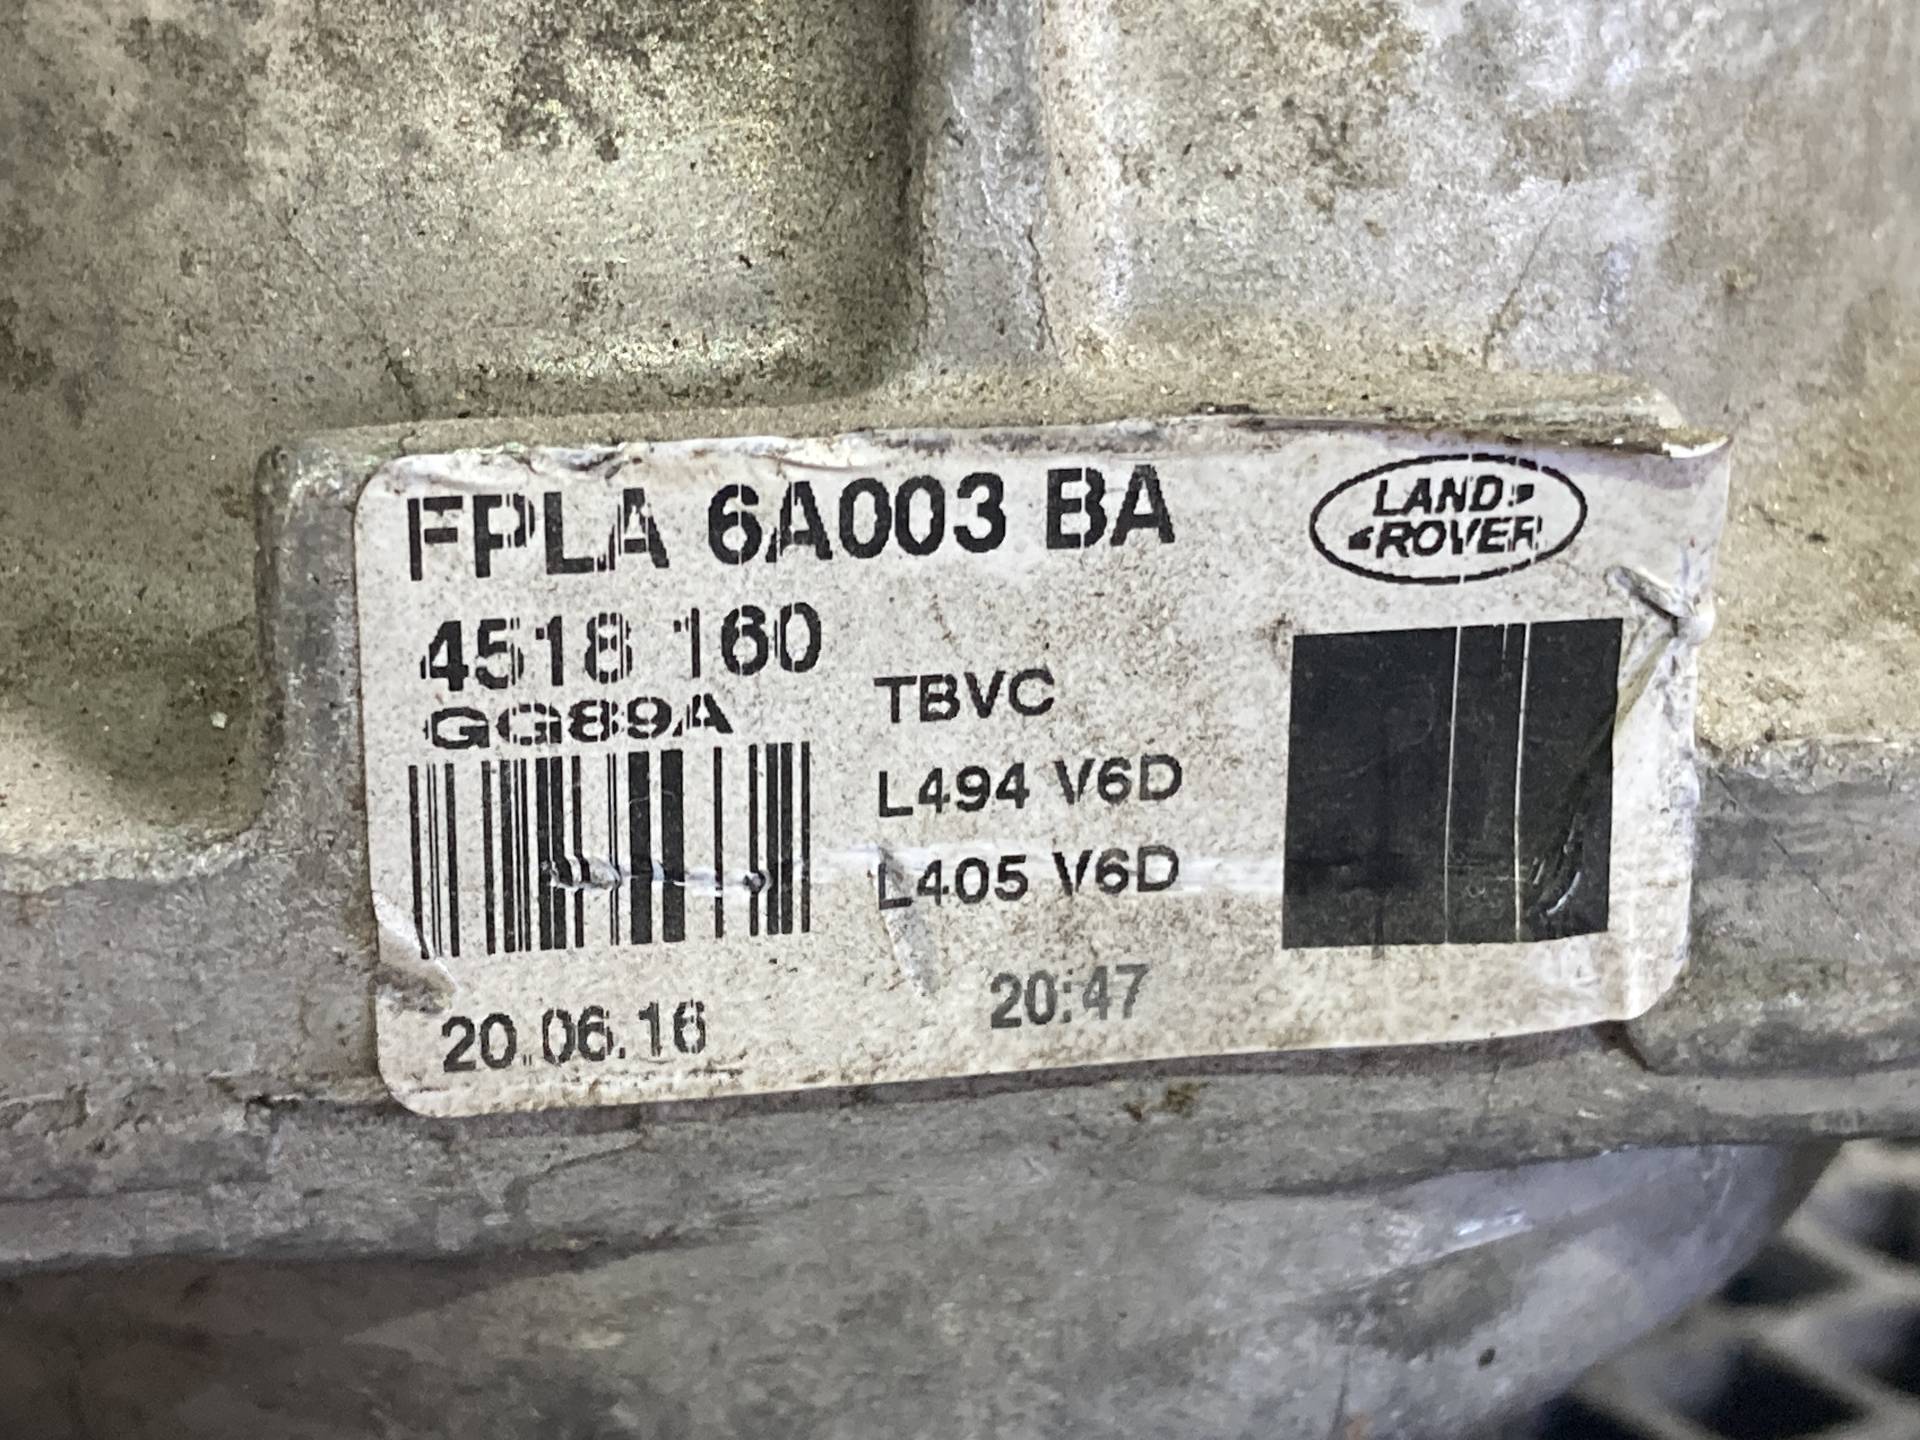 FPLA 6A003 BA
LAND
ROVER
4518 160
GG89A
TBVC
L494 V6D
L405 V6D
20.06.16
20:47